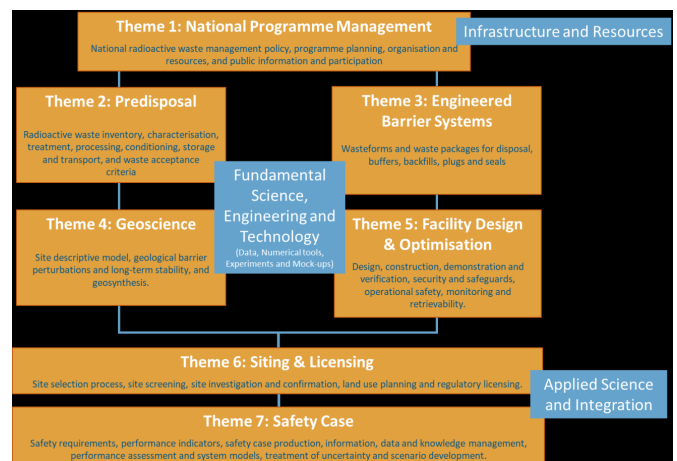 Theme 1: National Programme Management
National radioactive waste management policy, programme planning, organisation and
resources, and public information and participation
Infrastructure and Resources
Theme 2: Predisposal
Radioactive waste inventory, characterisation,
treatment, processing, conditioning, storage
and transport, and waste acceptance
criteria
Theme 3: Engineered
Barrier Systems
Wasteforms and waste packages for disposal,
buffers, backfills, plugs and seals
Fundamental
Science,
Engineering and
Technology
(Data, Numerical tools,
Experiments and Mock-ups)
Theme 4: Geoscience
Site descriptive model, geological barrier
perturbations and long-term stability, and
geosynthesis.
Theme 5: Facility Design
& Optimisation
Design, construction, demonstration and
verification, security and safeguards,
operational safety, monitoring and
retrievability.
Theme 6: Siting & Licensing
Site selection process, site screening, site investigation and confirmation, land use planning and regulatory licensing.
Applied Science
and Integration
Theme 7: Safety Case
Safety requirements, performance indicators, safety case production, information, data and knowledge management,
performance assessment and system models, treatment of uncertainty and scenario development.